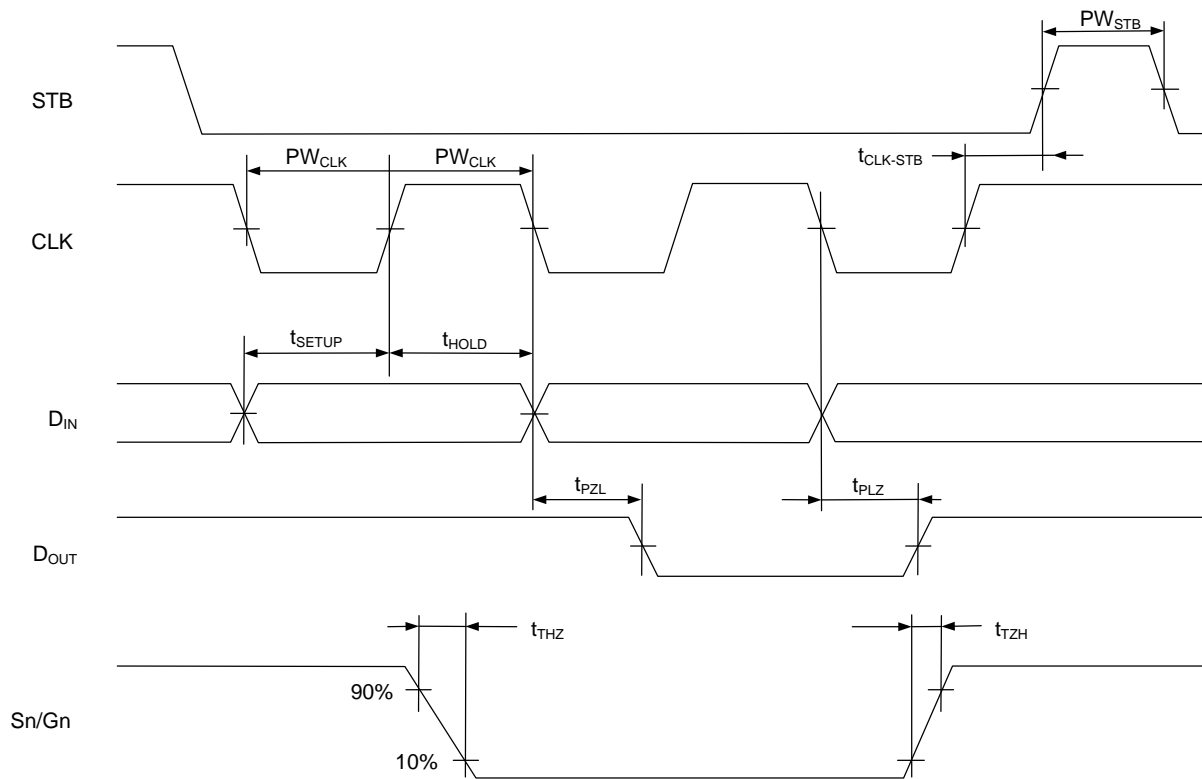 PW_STB
STB
t_CLK-STB
PW_CLK PW_CLK
CLK
t_SETUP t_HOLD
D_IN
t_PZL t_PLZ
D_OUT
t_THZ t_TZH
90%
Sn/Gn
10%